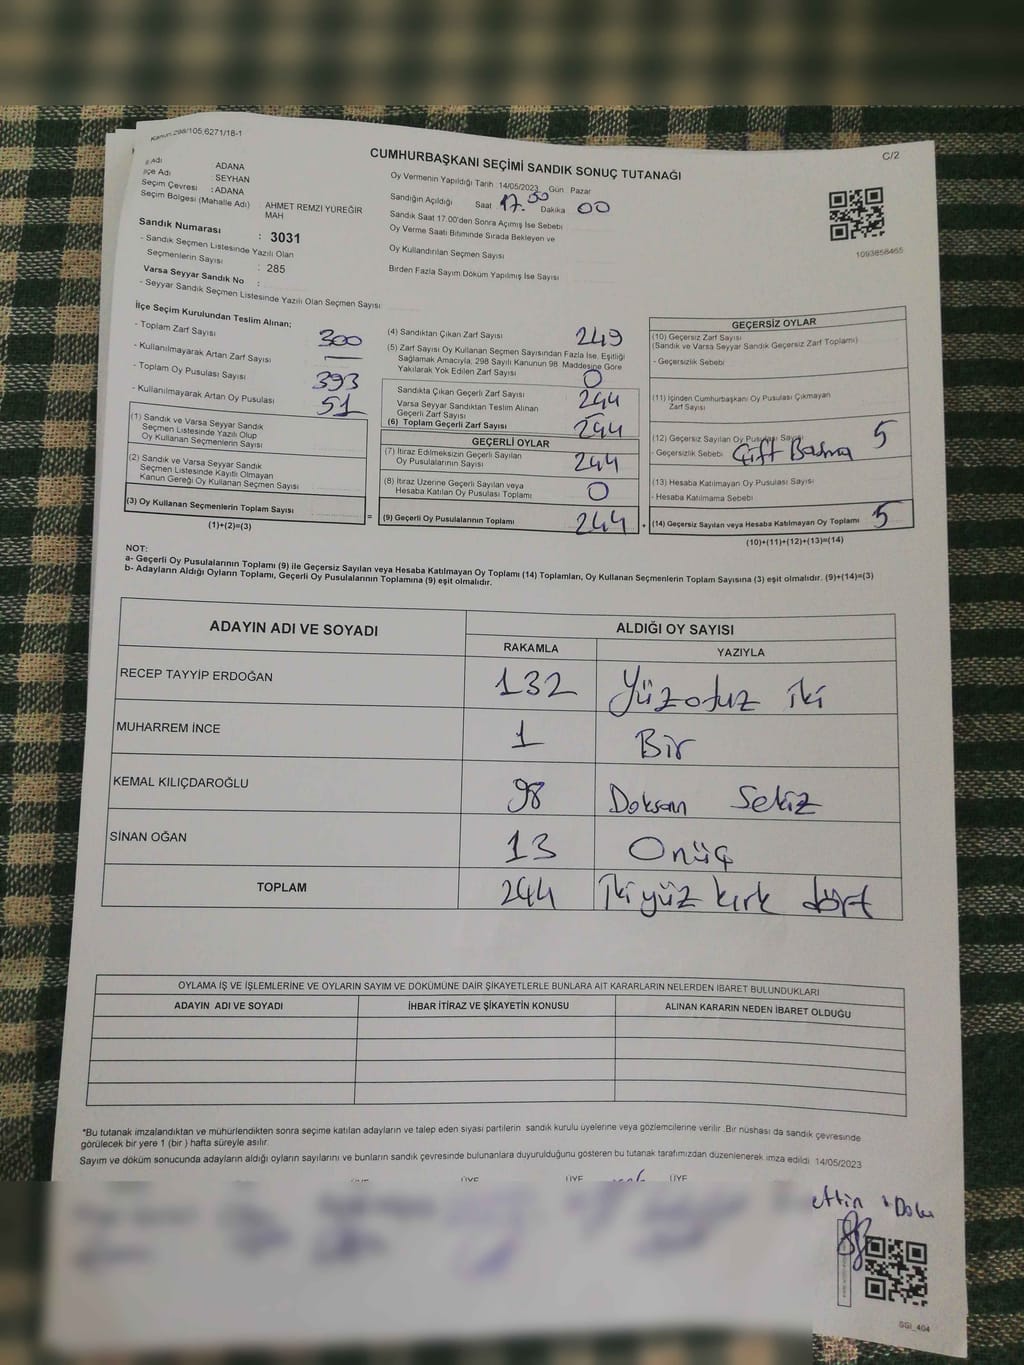 Kanun:298/105,6271/18-1
C/2
CUMHURBAŞKANI SEÇİMİ SANDIK SONUÇ TUTANAĞI
İl Adı ADANA
İlçe Adı SEYHAN
Seçim Çevresi : ADANA
Seçim Bölgesi (Mahalle Adı) : AHMET REMZİ YÜREĞİR
MAH
Sandık Numarası : 3031
- Sandık Seçmen Listesinde Yazılı Olan
Seçmenlerin Sayısı : 285
Varsa Seyyar Sandık No :
- Seyyar Sandık Seçmen Listesinde Yazılı Olan Seçmen Sayısı
Oy Vermenin Yapıldığı Tarih :14/05/2023 Gün Pazar
Sandığın Açıldığı Saat 17.00 Dakika 00
Sandık Saat 17.00'den Sonra Açımış İse Sebebi
Oy Verme Saati Bitiminde Sırada Bekleyen ve
Oy Kullandırılan Seçmen Sayısı
Birden Fazla Sayım Döküm Yapılmış İse Sayısı
1093858465
İlçe Seçim Kurulundan Teslim Alınan;
- Toplam Zarf Sayısı 300
- Kullanılmayarak Artan Zarf Sayısı —
- Toplam Oy Pusulası Sayısı 393
- Kullanılmayarak Artan Oy Pusulası 51
(1) Sandık ve Varsa Seyyar Sandık
Seçmen Listesinde Yazılı Olup
Oy Kullanan Seçmenlerin Sayısı
(2) Sandık ve Varsa Seyyar Sandık
Seçmen Listesinde Kayıtlı Olmayan
Kanun Gereği Oy Kullanan Seçmen Sayısı
(3) Oy Kullanan Seçmenlerin Toplam Sayısı
(1)+(2)=(3)
=
(4) Sandıktan Çıkan Zarf Sayısı 249
(5) Zarf Sayısı Oy Kullanan Seçmen Sayısından Fazla İse, Eşitliği
Sağlamak Amacıyla, 298 Sayılı Kanunun 98. Maddesine Göre
Yakılarak Yok Edilen Zarf Sayısı 0
Sandıkta Çıkan Geçerli Zarf Sayısı 244
Varsa Seyyar Sandıktan Teslim Alınan
Geçerli Zarf Sayısı —
(6) Toplam Geçerli Zarf Sayısı 244
GEÇERLİ OYLAR
(7) İtiraz Edilmeksizin Geçerli Sayılan
Oy Pusulalarının Sayısı 244
(8) İtiraz Üzerine Geçerli Sayılan veya
Hesaba Katılan Oy Pusulası Toplamı 0
(9) Geçerli Oy Pusulalarının Toplamı 244
+
GEÇERSİZ OYLAR
(10) Geçersiz Zarf Sayısı
(Sandık ve Varsa Seyyar Sandık Geçersiz Zarf Toplamı)
- Geçersizlik Sebebi
(11) İçinden Cumhurbaşkanı Oy Pusulası Çıkmayan
Zarf Sayısı
(12) Geçersiz Sayılan Oy Pusulası Sayısı 5
- Geçersizlik Sebebi Çift Basma
(13) Hesaba Katılmayan Oy Pusulası Sayısı
- Hesaba Katılmama Sebebi
(14) Geçersiz Sayılan veya Hesaba Katılmayan Oy Toplamı 5
(10)+(11)+(12)+(13)=(14)
NOT:
a- Geçerli Oy Pusulalarının Toplamı (9) ile Geçersiz Sayılan veya Hesaba Katılmayan Oy Toplamı (14) Toplamları, Oy Kullanan Seçmenlerin Toplam Sayısına (3) eşit olmalıdır. (9)+(14)=(3)
b- Adayların Aldığı Oyların Toplamı, Geçerli Oy Pusulalarının Toplamına (9) eşit olmalıdır.
ADAYIN ADI VE SOYADI ALDIĞI OY SAYISI
RAKAMLA YAZIYLA
RECEP TAYYİP ERDOĞAN 132 Yüzotuz iki
MUHARREM İNCE 1 Bir
KEMAL KILIÇDAROĞLU 98 Doksan Sekiz
SİNAN OĞAN 13 Onüç
TOPLAM 244 İki yüz kırk dört
OYLAMA İŞ VE İŞLEMLERİNE VE OYLARIN SAYIM VE DÖKÜMÜNE DAİR ŞİKAYETLERLE BUNLARA AİT KARARLARIN NELERDEN İBARET BULUNDUKLARI
ADAYIN ADI VE SOYADI İHBAR İTİRAZ VE ŞİKAYETİN KONUSU ALINAN KARARIN NEDEN İBARET OLDUĞU
*Bu tutanak imzalandıktan ve mühürlendikten sonra seçime katılan adayların ve talep eden siyasi partilerin sandık kurulu üyelerine veya gözlemcilerine verilir. Bir nüshası da sandık çevresinde
görülecek bir yere 1 (bir) hafta süreyle asılır.
Sayım ve döküm sonucunda adayların aldığı oyların sayılarını ve bunların sandık çevresinde bulunanlara duyurulduğunu gösteren bu tutanak tarafımızdan düzenlenerek imza edildi 14/05/2023
ÜYE ÜYE ÜYE ÜYE
ettin
SGI_404